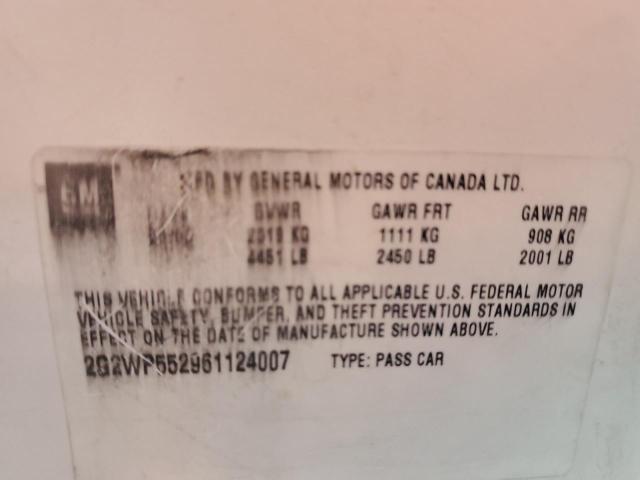 GM MFD BY GENERAL MOTORS OF CANADA LTD.
GVWR GAWR FRT GAWR RR
2019 KG 1111 KG 908 KG
4451 LB 2450 LB 2001 LB
THIS VEHICLE CONFORMS TO ALL APPLICABLE U.S. FEDERAL MOTOR
VEHICLE SAFETY, BUMPER, AND THEFT PREVENTION STANDARDS IN
EFFECT ON THE DATE OF MANUFACTURE SHOWN ABOVE.
2G2WP552961124007 TYPE: PASS CAR